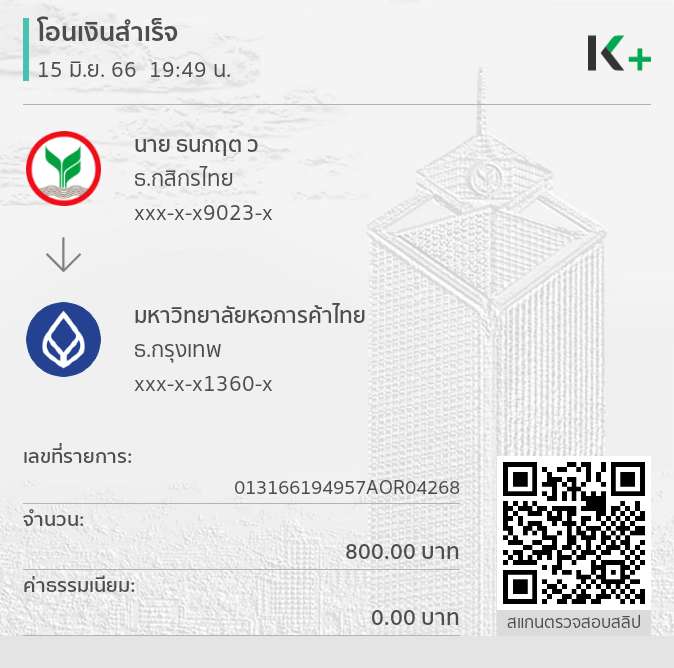 โอนเงินสำเร็จ
15 มิ.ย. 66  19:49 น.
K+
นาย ธนกฤต ว
ธ.กสิกรไทย
xxx-x-x9023-x
มหาวิทยาลัยหอการค้าไทย
ธ.กรุงเทพ
xxx-x-x1360-x
เลขที่รายการ:
013166194957AOR04268
จำนวน:
800.00 บาท
ค่าธรรมเนียม:
0.00 บาท
สแกนตรวจสอบสลิป